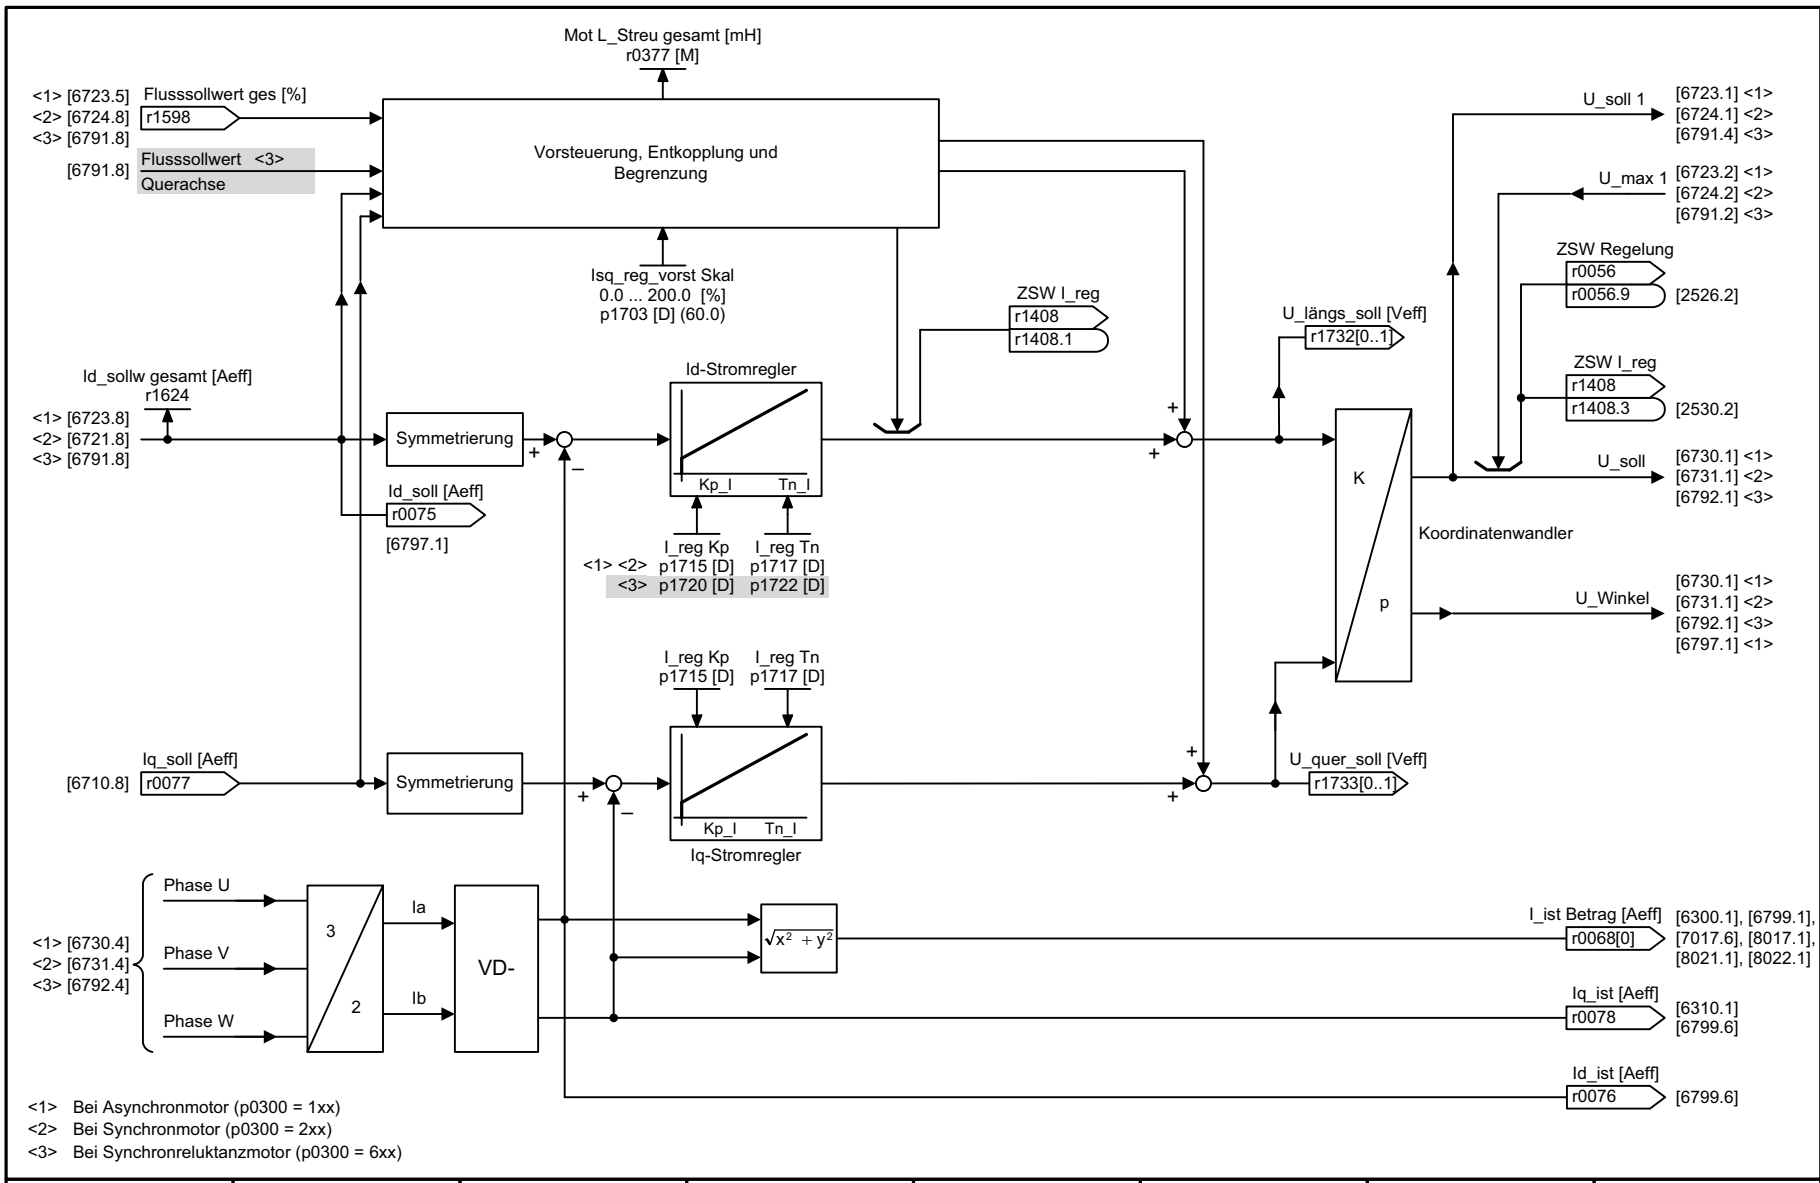 Mot L_Streu gesamt [mH]
r0377 [M]
<1> [6723.5]
<2> [6724.8]
<3> [6791.8]
Flusssollwert ges [%]
r1598
[6791.8]
Flusssollwert <3>
Querachse
Vorsteuerung, Entkopplung und
Begrenzung
Isq_reg_vorst Skal
0.0 ... 200.0 [%]
p1703 [D] (60.0)
ZSW I_reg
r1408
r1408.1
U_soll 1
[6723.1] <1>
[6724.1] <2>
[6791.4] <3>
U_max 1
[6723.2] <1>
[6724.2] <2>
[6791.2] <3>
ZSW Regelung
r0056
r0056.9
[2526.2]
U_längs_soll [Veff]
r1732[0..1]
ZSW I_reg
r1408
r1408.3
[2530.2]
Id_sollw gesamt [Aeff]
r1624
<1> [6723.8]
<2> [6721.8]
<3> [6791.8]
Symmetrierung
+
–
Id_soll [Aeff]
r0075
[6797.1]
Id-Stromregler
Kp_I Tn_I
I_reg Kp I_reg Tn
<1> <2> p1715 [D] p1717 [D]
<3> p1720 [D] p1722 [D]
+
+
K
p
Koordinatenwandler
U_soll
[6730.1] <1>
[6731.1] <2>
[6792.1] <3>
U_Winkel
[6730.1] <1>
[6731.1] <2>
[6792.1] <3>
[6797.1] <1>
I_reg Kp I_reg Tn
p1715 [D] p1717 [D]
Iq_soll [Aeff]
[6710.8]
r0077
Symmetrierung
+
–
Kp_I Tn_I
Iq-Stromregler
+
+
U_quer_soll [Veff]
r1733[0..1]
<1> [6730.4]
<2> [6731.4]
<3> [6792.4]
Phase U
Phase V
Phase W
3
2
Ia
Ib
VD-
√x² + y²
I_ist Betrag [Aeff]
r0068[0]
[6300.1], [6799.1],
[7017.6], [8017.1],
[8021.1], [8022.1]
Iq_ist [Aeff]
r0078
[6310.1]
[6799.6]
Id_ist [Aeff]
r0076
[6799.6]
<1> Bei Asynchronmotor (p0300 = 1xx)
<2> Bei Synchronmotor (p0300 = 2xx)
<3> Bei Synchronreluktanzmotor (p0300 = 6xx)